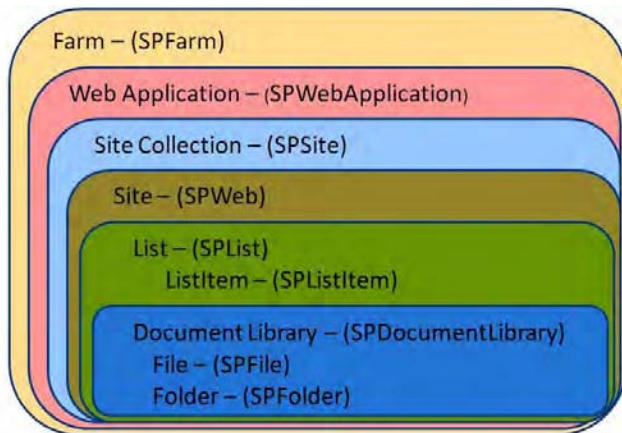 Farm – (SPFarm)
Web Application – (SPWebApplication)
Site Collection – (SPSite)
Site – (SPWeb)
List – (SPList)
ListItem – (SPListItem)
Document Library – (SPDocumentLibrary)
File – (SPFile)
Folder – (SPFolder)